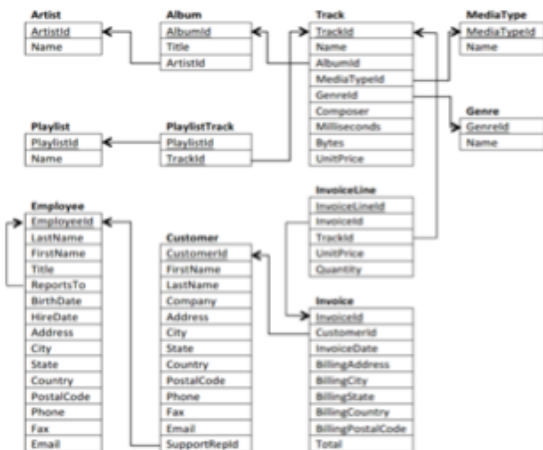 Artist
ArtistId
Name
Album
AlbumId
Title
ArtistId
Track
TrackId
Name
AlbumId
MediaTypeId
GenreId
Composer
Milliseconds
Bytes
UnitPrice
MediaType
MediaTypeId
Name
Genre
GenreId
Name
Playlist
PlaylistId
Name
PlaylistTrack
PlaylistId
TrackId
Employee
EmployeeId
LastName
FirstName
Title
ReportsTo
BirthDate
HireDate
Address
City
State
Country
PostalCode
Phone
Fax
Email
Customer
CustomerId
FirstName
LastName
Company
Address
City
State
Country
PostalCode
Phone
Fax
Email
SupportRepId
InvoiceLine
InvoiceLineId
InvoiceId
TrackId
UnitPrice
Quantity
Invoice
InvoiceId
CustomerId
InvoiceDate
BillingAddress
BillingCity
BillingState
BillingCountry
BillingPostalCode
Total